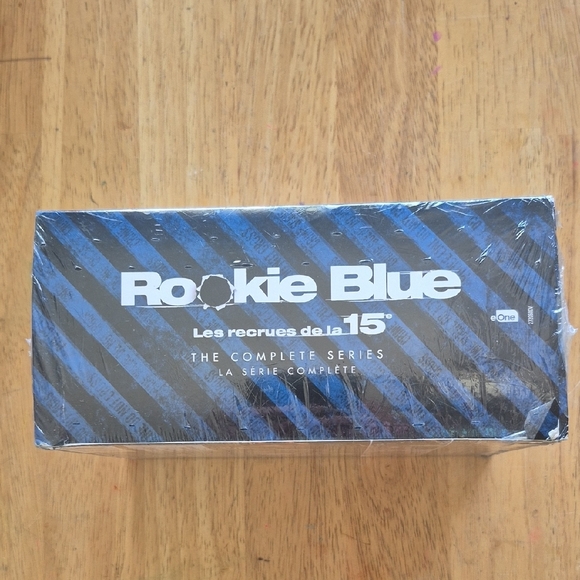 Rookie Blue
Les recrues de la 15e
THE COMPLETE SERIES
LA SÉRIE COMPLÈTE
eOne